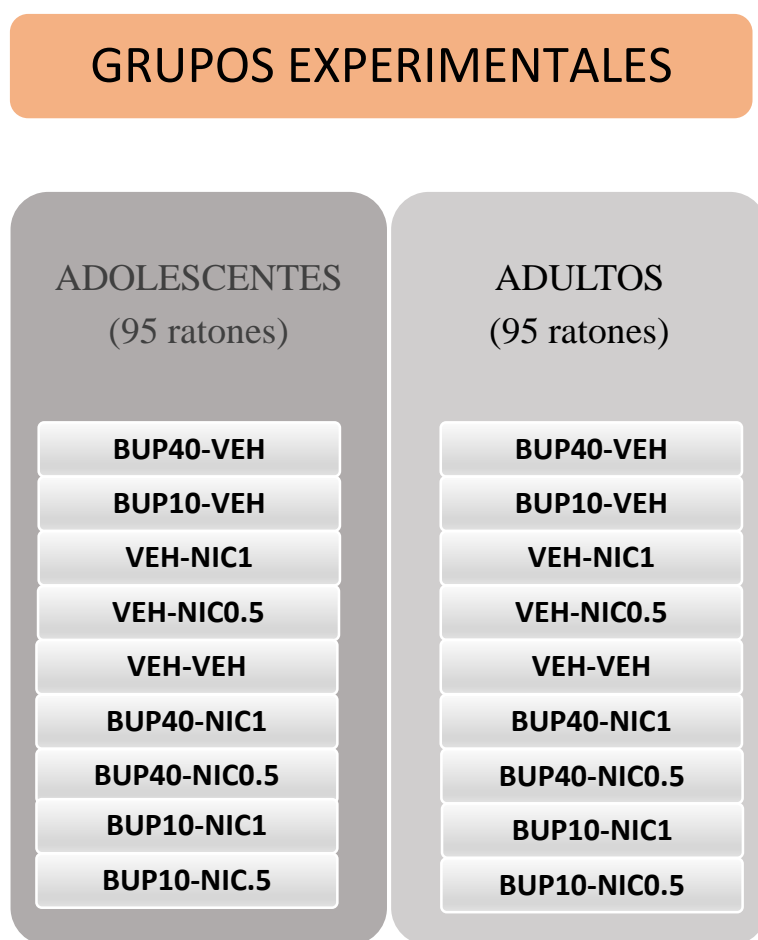 GRUPOS EXPERIMENTALES
ADOLESCENTES
(95 ratones)
BUP40-VEH
BUP10-VEH
VEH-NIC1
VEH-NIC0.5
VEH-VEH
BUP40-NIC1
BUP40-NIC0.5
BUP10-NIC1
BUP10-NIC.5
ADULTOS
(95 ratones)
BUP40-VEH
BUP10-VEH
VEH-NIC1
VEH-NIC0.5
VEH-VEH
BUP40-NIC1
BUP40-NIC0.5
BUP10-NIC1
BUP10-NIC0.5